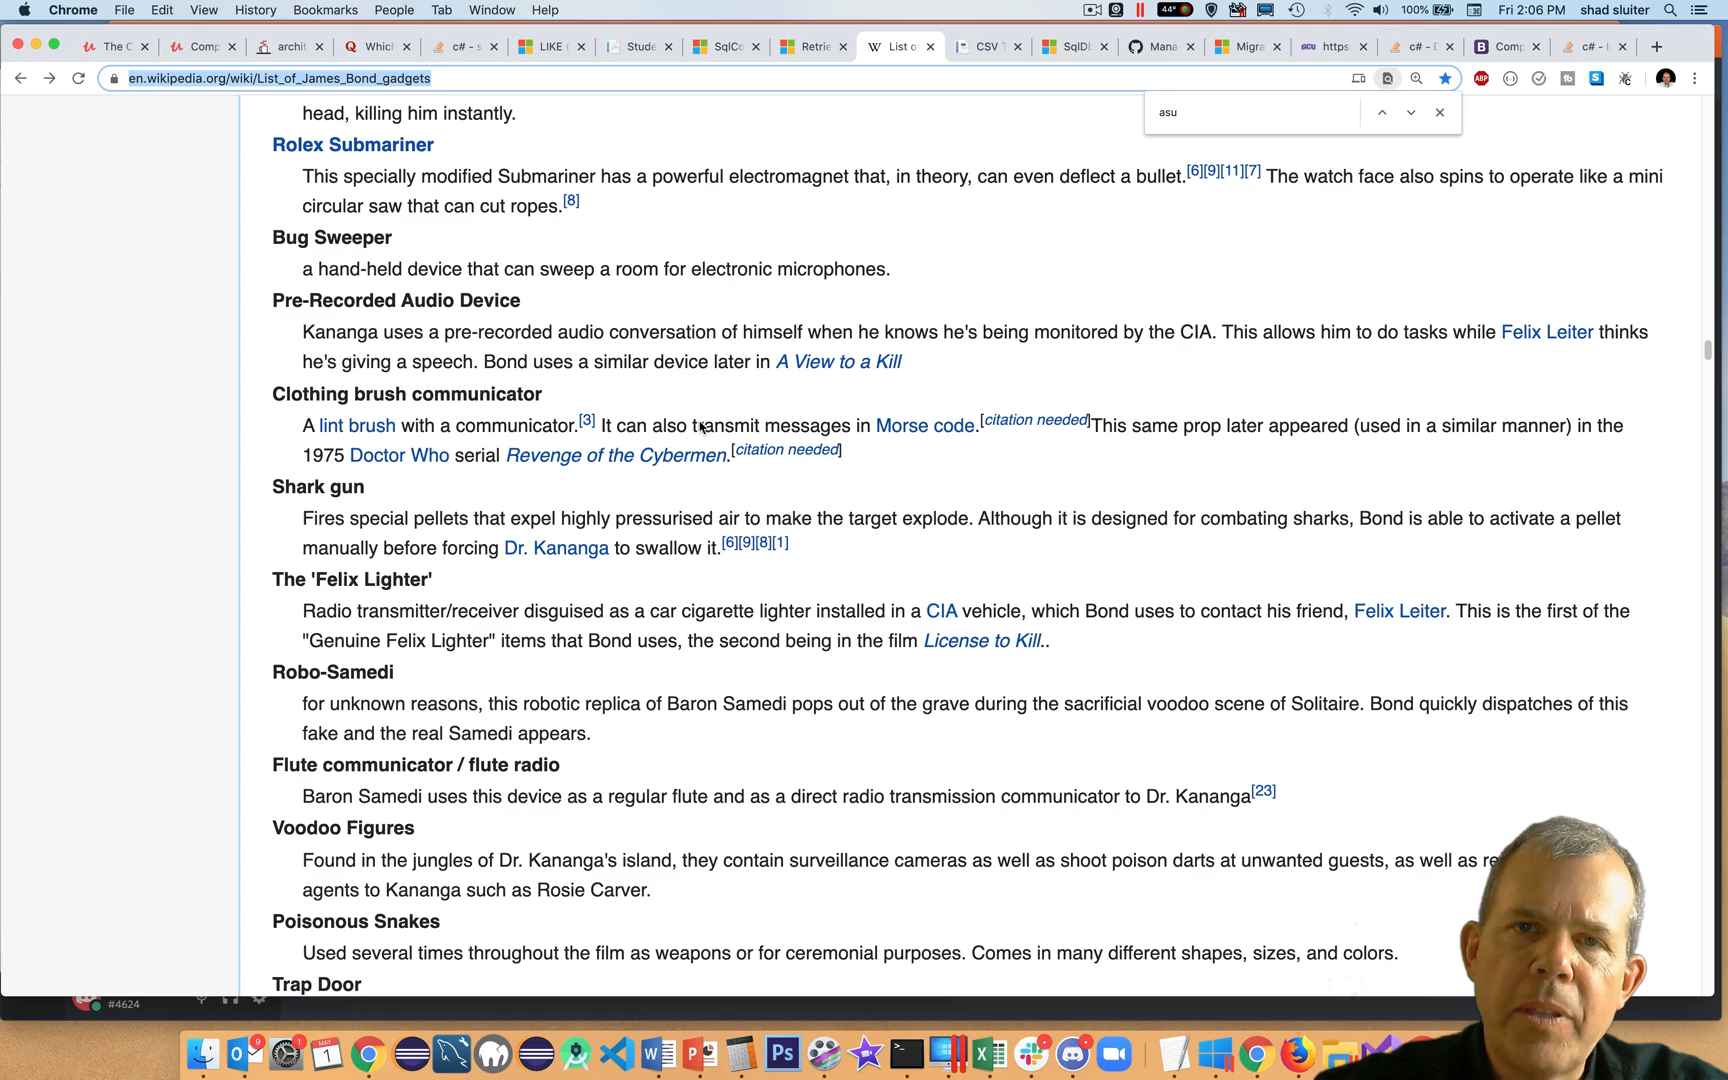 Chrome File Edit View History Bookmarks People Tab Window Help 44° 100% Fri 2:06 PM shad sluiter
The C Comp archit Which c# - s LIKE ( Stude SqlCo Retrie List of CSV T SqlDb Mana Migra https: c# - Comp c# -
en.wikipedia.org/wiki/List_of_James_Bond_gadgets
asu
head, killing him instantly.
Rolex Submariner
This specially modified Submariner has a powerful electromagnet that, in theory, can even deflect a bullet.[6][9][11][7] The watch face also spins to operate like a mini
circular saw that can cut ropes.[8]
Bug Sweeper
a hand-held device that can sweep a room for electronic microphones.
Pre-Recorded Audio Device
Kananga uses a pre-recorded audio conversation of himself when he knows he's being monitored by the CIA. This allows him to do tasks while Felix Leiter thinks
he's giving a speech. Bond uses a similar device later in A View to a Kill
Clothing brush communicator
A lint brush with a communicator.[3] It can also transmit messages in Morse code.[citation needed]This same prop later appeared (used in a similar manner) in the
1975 Doctor Who serial Revenge of the Cybermen.[citation needed]
Shark gun
Fires special pellets that expel highly pressurised air to make the target explode. Although it is designed for combating sharks, Bond is able to activate a pellet
manually before forcing Dr. Kananga to swallow it.[6][9][8][1]
The 'Felix Lighter'
Radio transmitter/receiver disguised as a car cigarette lighter installed in a CIA vehicle, which Bond uses to contact his friend, Felix Leiter. This is the first of the
"Genuine Felix Lighter" items that Bond uses, the second being in the film License to Kill..
Robo-Samedi
for unknown reasons, this robotic replica of Baron Samedi pops out of the grave during the sacrificial voodoo scene of Solitaire. Bond quickly dispatches of this
fake and the real Samedi appears.
Flute communicator / flute radio
Baron Samedi uses this device as a regular flute and as a direct radio transmission communicator to Dr. Kananga[23]
Voodoo Figures
Found in the jungles of Dr. Kananga's island, they contain surveillance cameras as well as shoot poison darts at unwanted guests, as well as re
agents to Kananga such as Rosie Carver.
Poisonous Snakes
Used several times throughout the film as weapons or for ceremonial purposes. Comes in many different shapes, sizes, and colors.
Trap Door
#4624